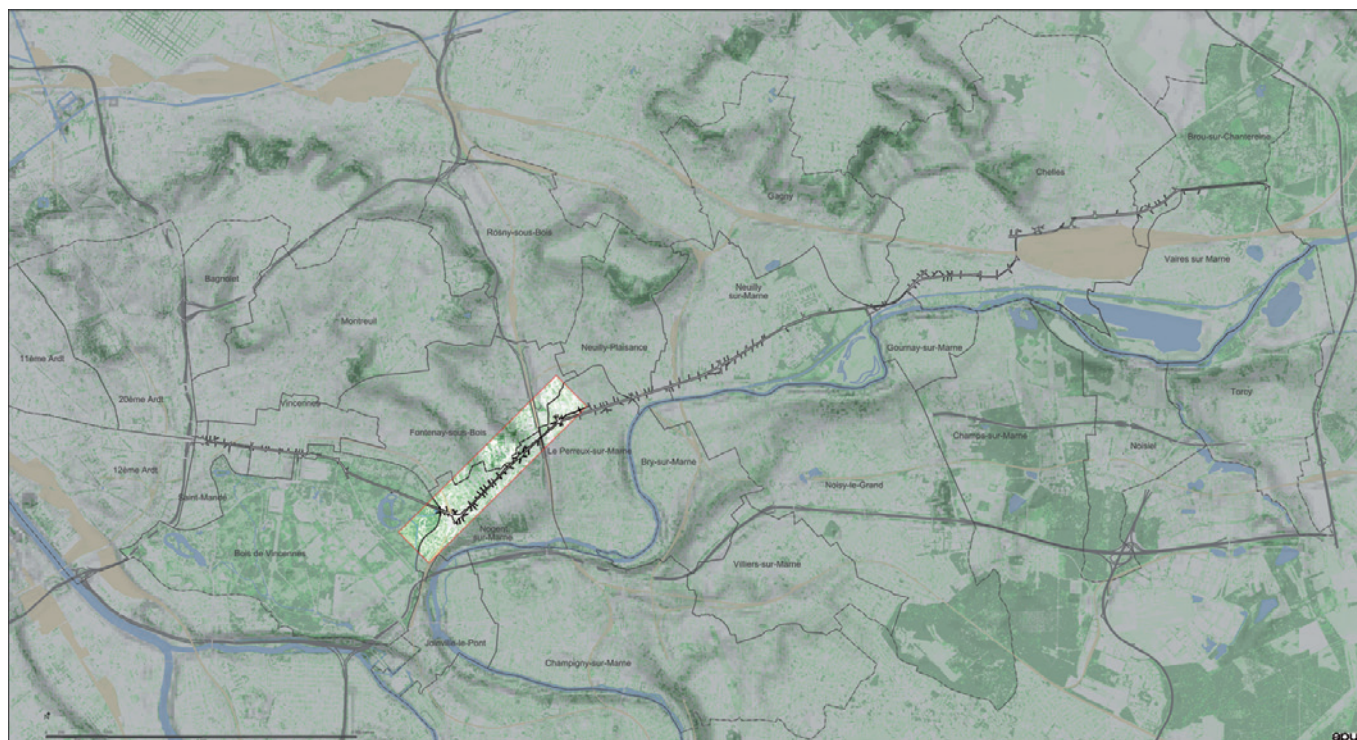 Brou-sur-Chantereine
Chelles
Gagny
Rosny-sous-Bois
Vaires sur Marne
Bagnolet
Neuilly
sur-Marne
Montreuil
Neuilly-Plaisance
Gournay-sur-Marne
11ème Ardt
20ème Ardt
Vincennes
Torcy
Fontenay-sous-Bois
Champs-sur-Marne
Noisiel
12ème Ardt
Le Perreux-sur-Marne
Bry-sur-Marne
Noisy-le-Grand
Saint-Mandé
Nogent
sur-Marne
Bois de Vincennes
Villiers-sur-Marne
Joinville-le-Pont
Champigny-sur-Marne
apur